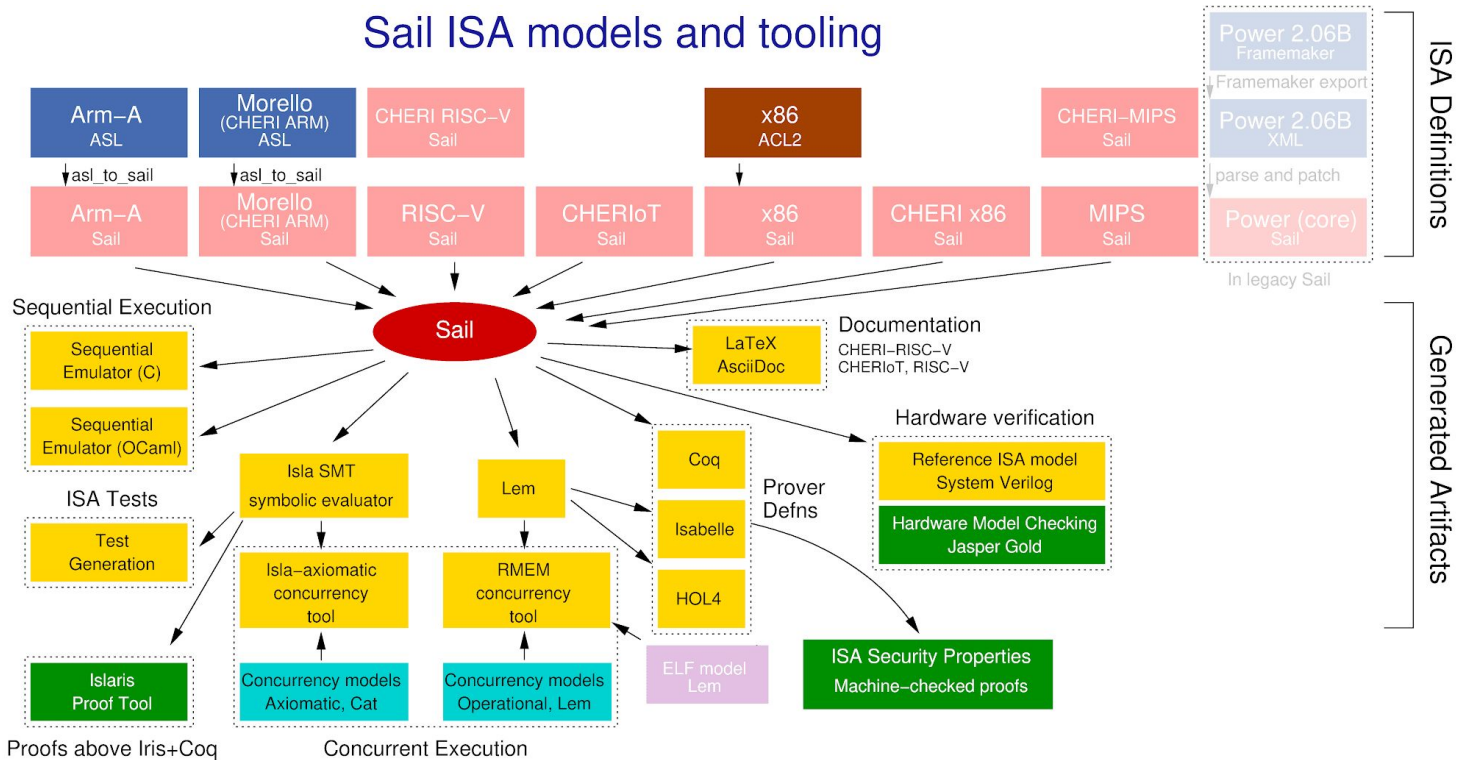 Sail ISA models and tooling
Power 2.06B
Framemaker
Framemaker export
Arm−A
ASL
Morello
(CHERI ARM)
ASL
CHERI RISC−V
Sail
x86
ACL2
CHERI−MIPS
Sail
Power 2.06B
XML
asl_to_sail
asl_to_sail
parse and patch
Arm−A
Sail
Morello
(CHERI ARM)
Sail
RISC−V
Sail
CHERIoT
Sail
x86
Sail
CHERI x86
Sail
MIPS
Sail
Power (core)
Sail
In legacy Sail
ISA Definitions
Sequential Execution
Sail
Sequential
Emulator (C)
Sequential
Emulator (OCaml)
LaTeX
AsciiDoc
Documentation
CHERI−RISC−V
CHERIoT, RISC−V
Hardware verification
Reference ISA model
System Verilog
Hardware Model Checking
Jasper Gold
Generated Artifacts
ISA Tests
Test
Generation
Isla SMT
symbolic evaluator
Lem
Coq
Isabelle
HOL4
Prover
Defns
Isla−axiomatic
concurrency
tool
RMEM
concurrency
tool
Islaris
Proof Tool
Concurrency models
Axiomatic, Cat
Concurrency models
Operational, Lem
ELF model
Lem
ISA Security Properties
Machine−checked proofs
Proofs above Iris+Coq
Concurrent Execution